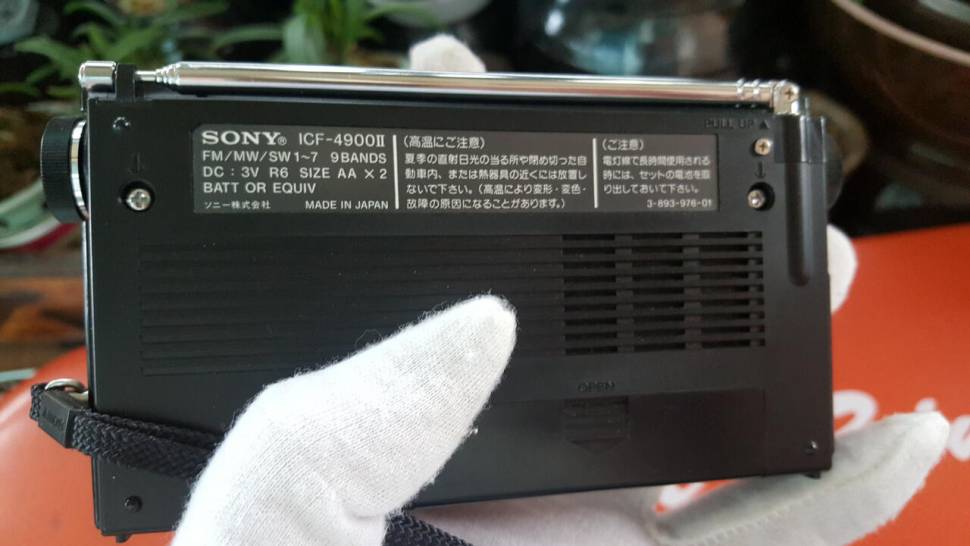 PULL UP ▲
SONY® ICF-4900II
FM/MW/SW1~7 9BANDS
DC : 3V R6 SIZE AA × 2
BATT OR EQUIV
ソニー株式会社 MADE IN JAPAN
(高温にご注意)
夏季の直射日光の当る所や閉め切った自
動車内、または熱器具の近くには放置し
ないで下さい。(高温により変形・変色・
故障の原因になることがあります。)
(ご注意)
電灯線で長時間使用される
時には、セットの電池を取
り出しておいて下さい。
3-893-976-01
OPEN